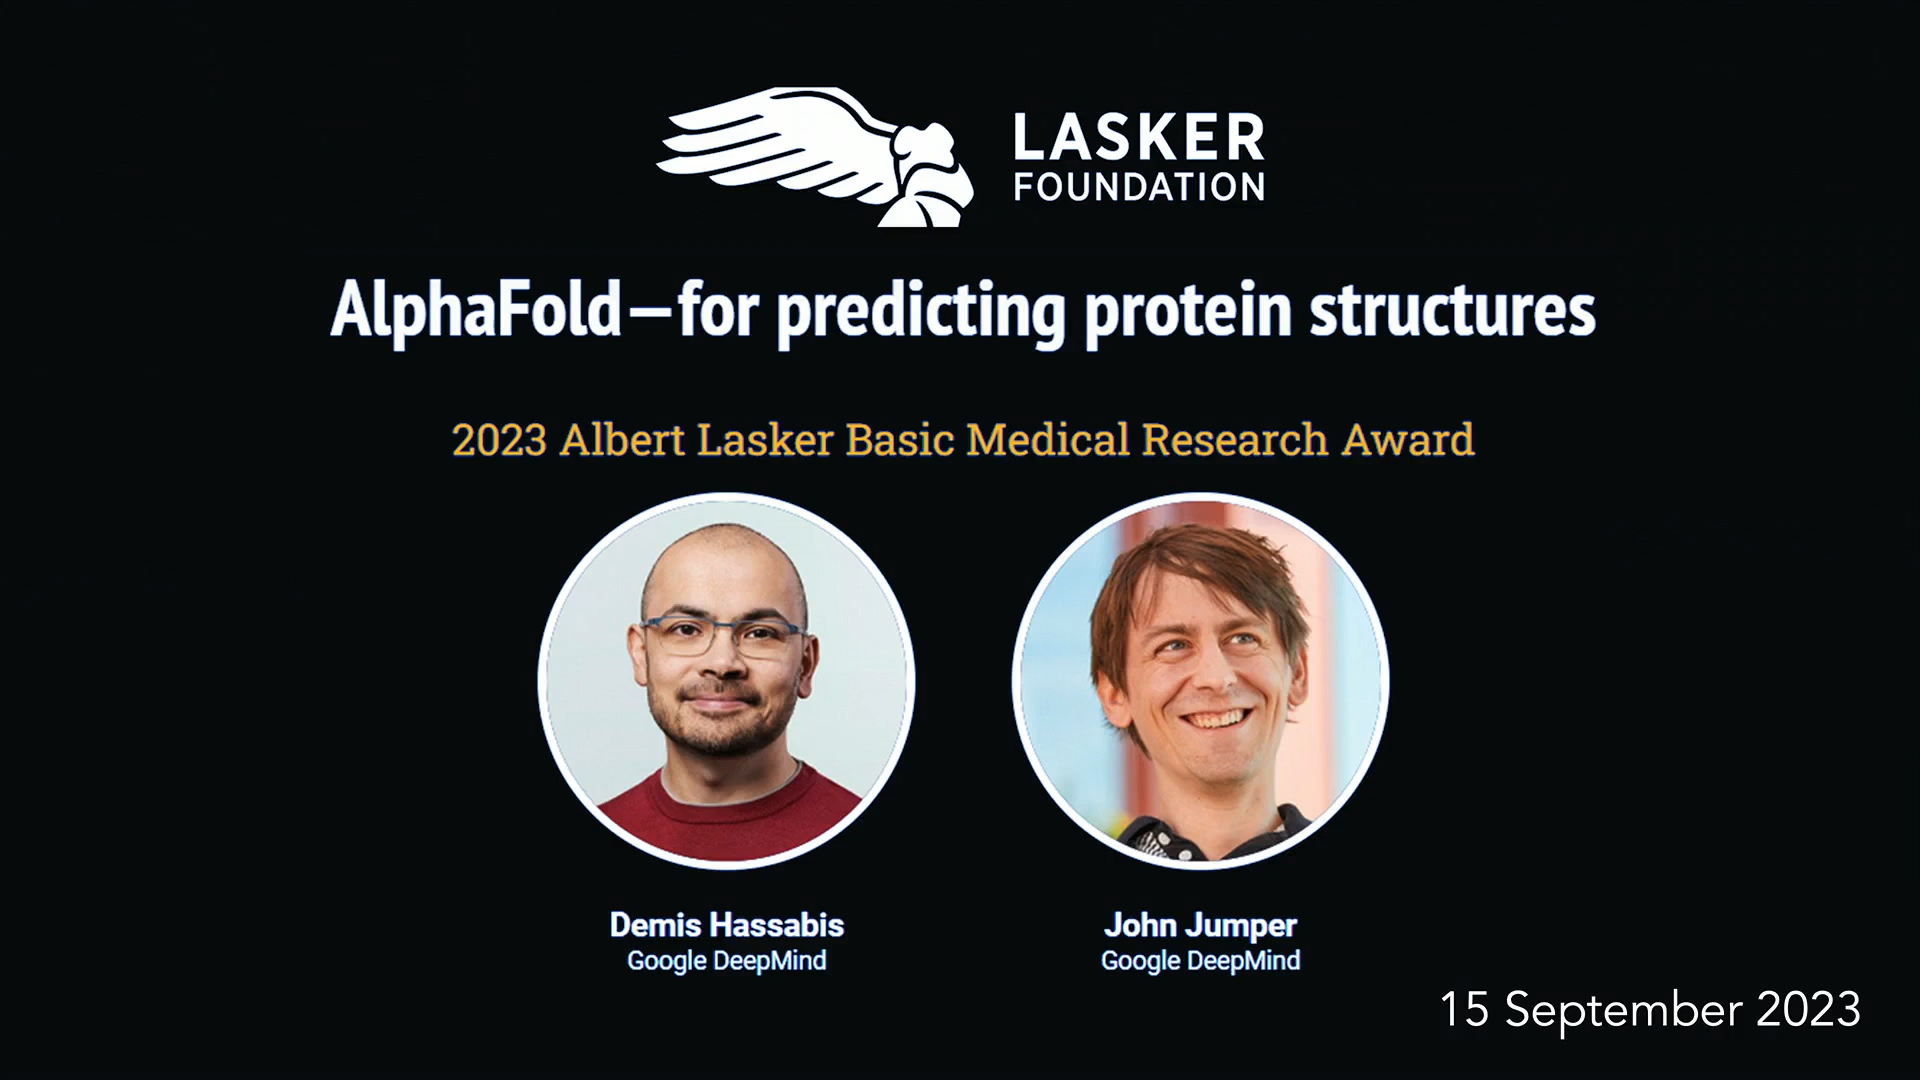 LASKER
FOUNDATION
AlphaFold—for predicting protein structures
2023 Albert Lasker Basic Medical Research Award
Demis Hassabis
Google DeepMind
John Jumper
Google DeepMind
15 September 2023